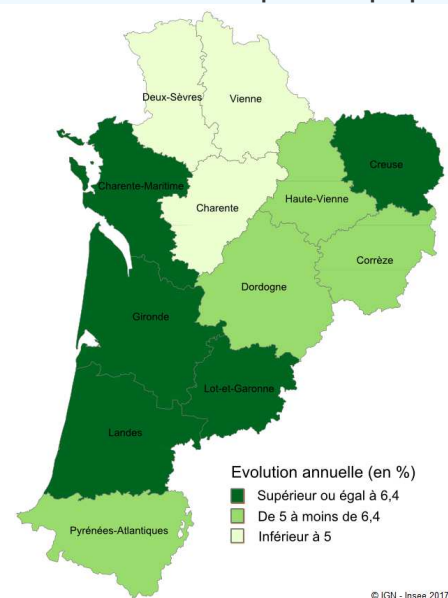 Deux-Sèvres
Vienne
Creuse
Charente-Maritime
Haute-Vienne
Charente
Corrèze
Dordogne
Gironde
Lot-et-Garonne
Landes
Evolution annuelle (en %)
Supérieur ou égal à 6,4
De 5 à moins de 6,4
Inférieur à 5
Pyrénées-Atlantiques
© IGN - Insee 2017